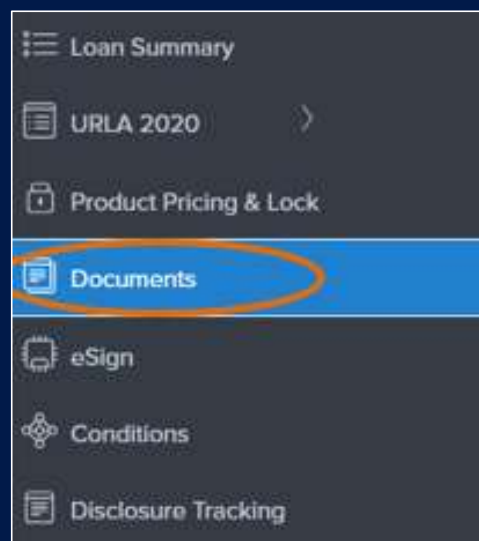 Loan Summary
URLA 2020
Product Pricing & Lock
Documents
eSign
Conditions
Disclosure Tracking